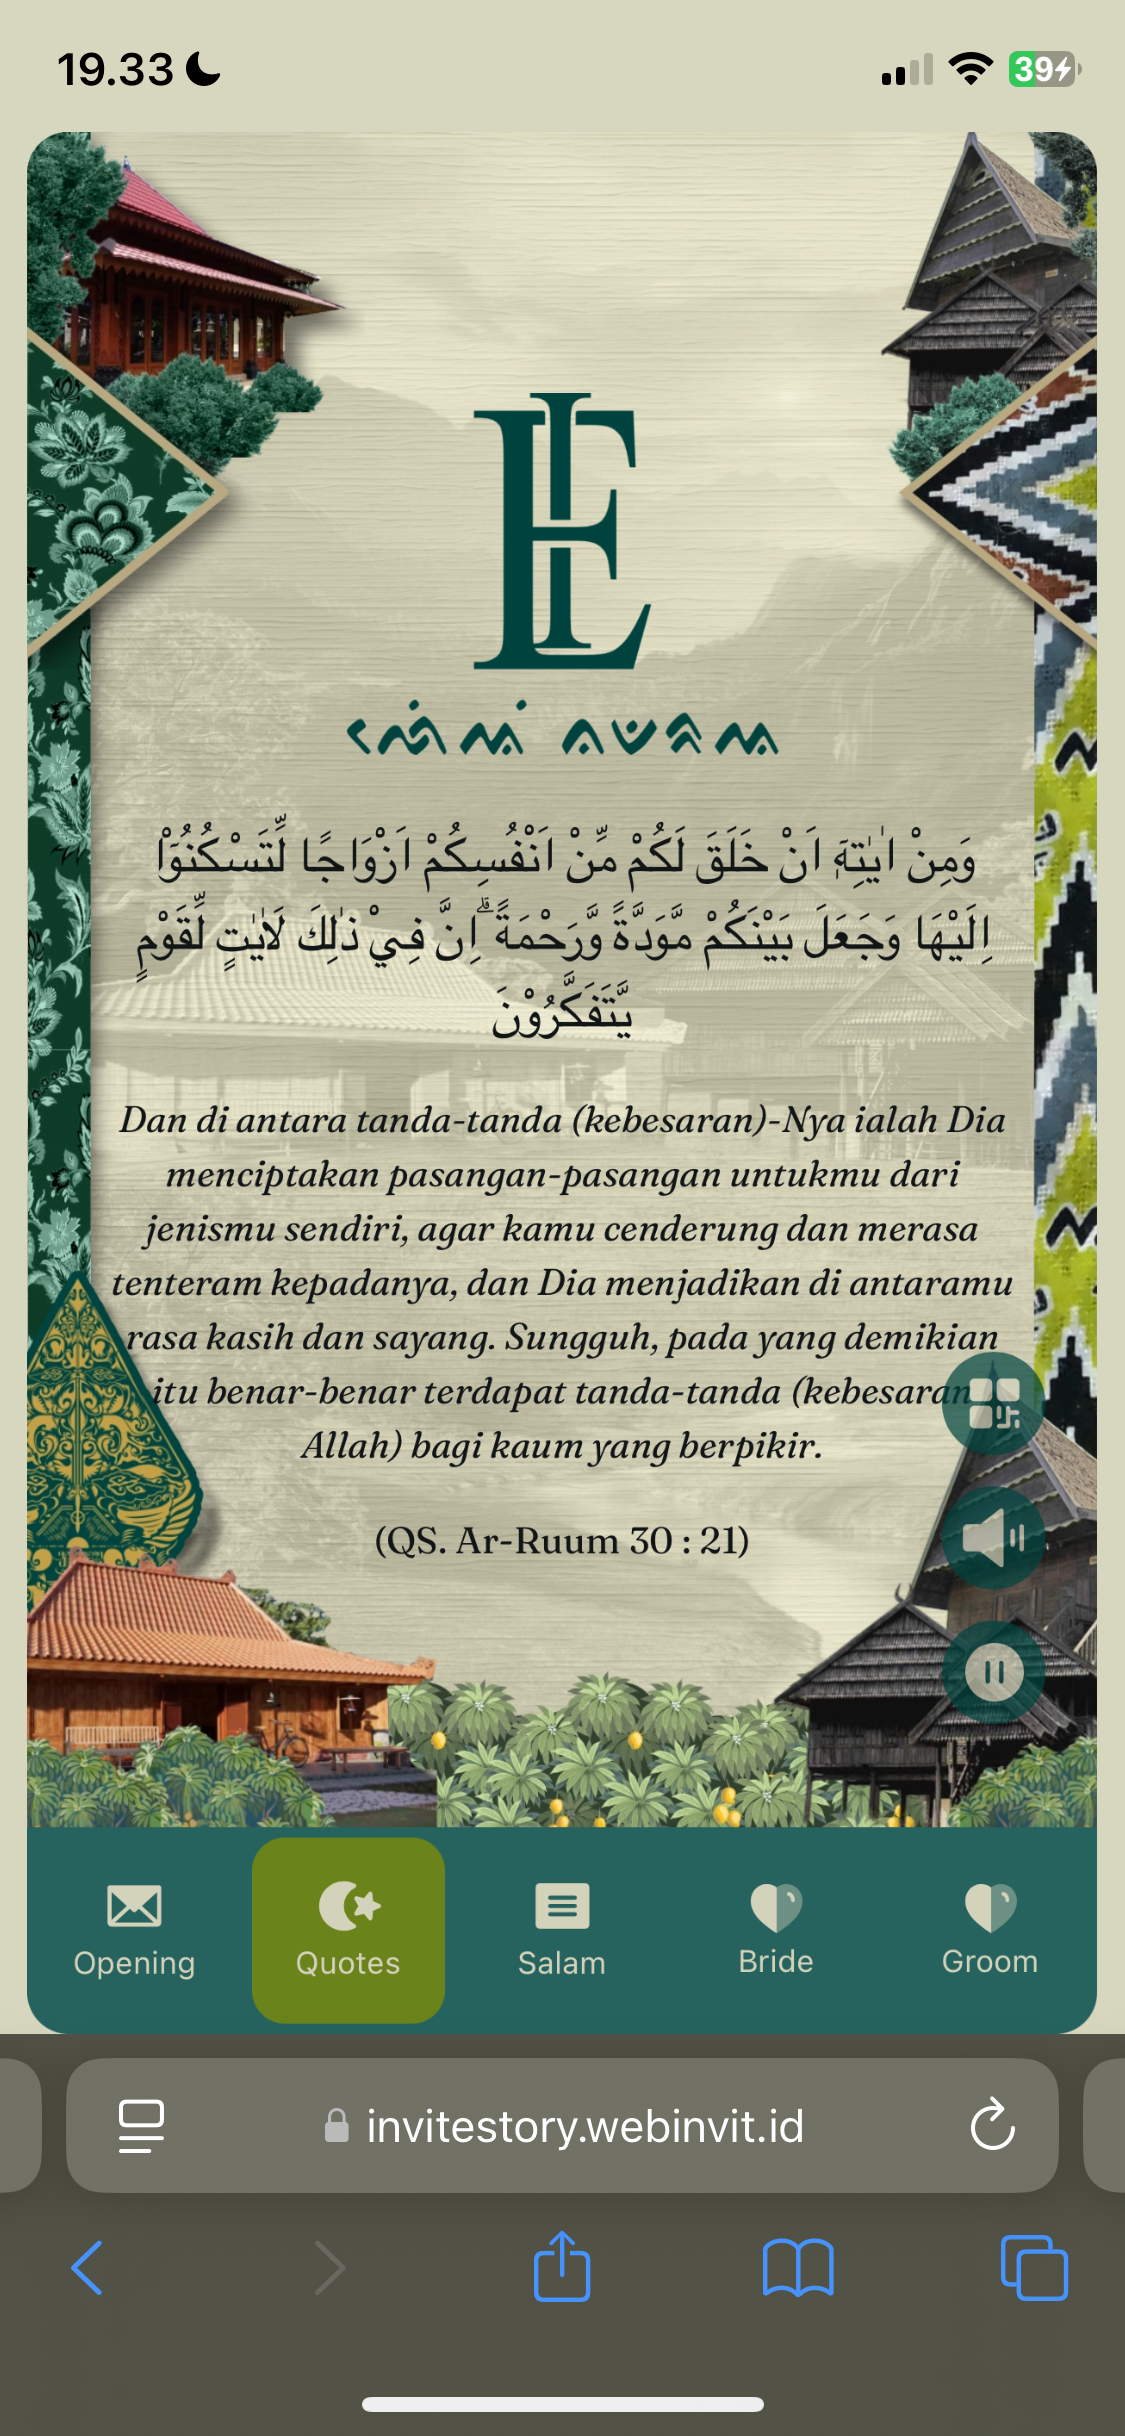 19.33
39
وَمِنْ اٰيٰتِهٖٓ اَنْ خَلَقَ لَكُمْ مِّنْ اَنْفُسِكُمْ اَزْوَاجًا لِّتَسْكُنُوْٓا
اِلَيْهَا وَجَعَلَ بَيْنَكُمْ مَّوَدَّةً وَّرَحْمَةً ۗاِنَّ فِيْ ذٰلِكَ لَاٰيٰتٍ لِّقَوْمٍ
يَّتَفَكَّرُوْنَ
Dan di antara tanda-tanda (kebesaran)-Nya ialah Dia
menciptakan pasangan-pasangan untukmu dari
jenismu sendiri, agar kamu cenderung dan merasa
tenteram kepadanya, dan Dia menjadikan di antaramu
rasa kasih dan sayang. Sungguh, pada yang demikian
itu benar-benar terdapat tanda-tanda (kebesaran
Allah) bagi kaum yang berpikir.
(QS. Ar-Ruum 30 : 21)
Opening
Quotes
Salam
Bride
Groom
invitestory.webinvit.id